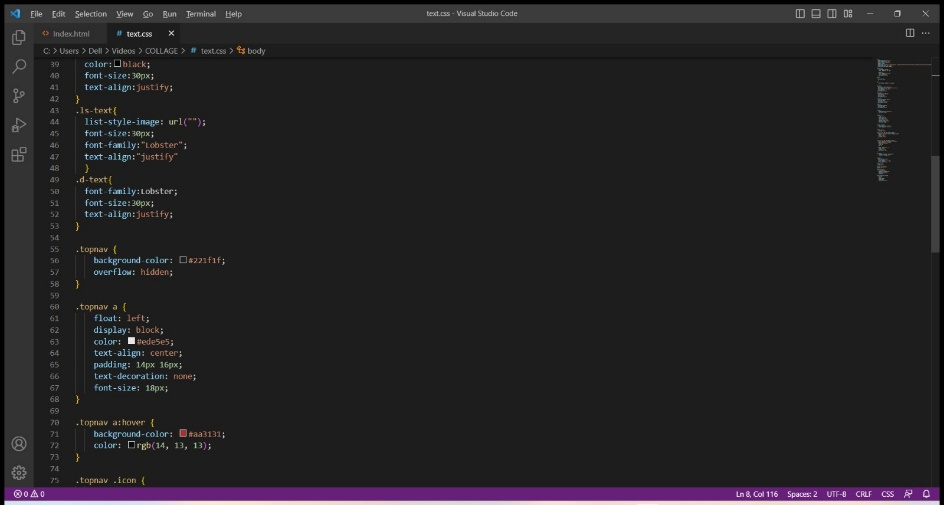 File Edit Selection View Go Run Terminal Help
text.css - Visual Studio Code
<> index.html
# text.css ×
C: > Users > Dell > Videos > COLLAGE > # text.css > body
39 color: black;
40 font-size:30px;
41 text-align:justify;
42 }
43 .ls-text{
44 list-style-image: url("");
45 font-size:30px;
46 font-family:"Lobster";
47 text-align:"justify"
48 }
49 .d-text{
50 font-family:Lobster;
51 font-size:30px;
52 text-align:justify;
53 }
54
55 .topnav {
56 background-color: #221f1f;
57 overflow: hidden;
58 }
59
60 .topnav a {
61 float: left;
62 display: block;
63 color: #ede5e5;
64 text-align: center;
65 padding: 14px 16px;
66 text-decoration: none;
67 font-size: 18px;
68 }
69
70 .topnav a:hover {
71 background-color: #aa3131;
72 color: rgb(14, 13, 13);
73 }
74
75 .topnav .icon {
0 0 Ln 8, Col 116 Spaces: 2 UTF-8 CRLF CSS